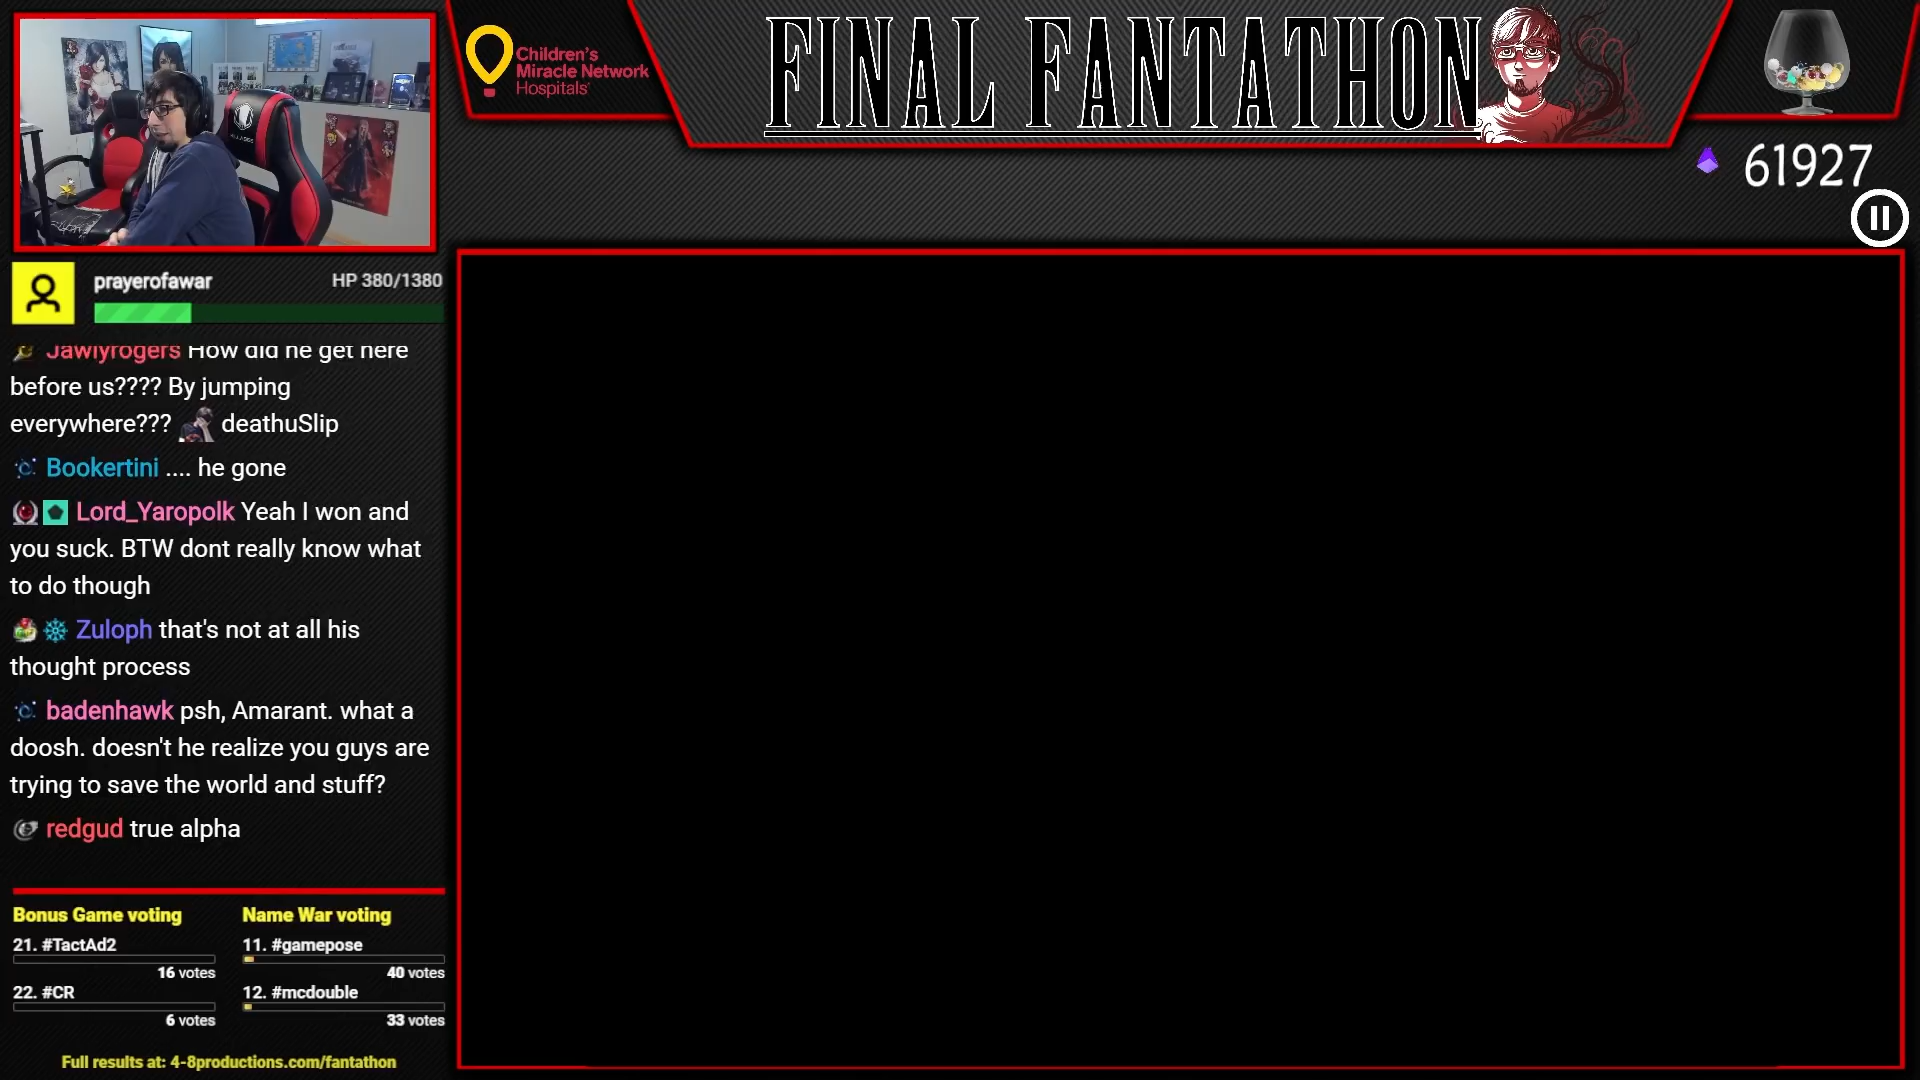 Children's
Miracle Network
Hospitals
FINAL FANTATHON
61927
prayerofawar
HP 380/1380
Jawlyrogers How did he get here
before us???? By jumping
everywhere??? deathuSlip
Bookertini .... he gone
Lord_Yaropolk Yeah I won and
you suck. BTW dont really know what
to do though
Zuloph that's not at all his
thought process
badenhawk psh, Amarant. what a
doosh. doesn't he realize you guys are
trying to save the world and stuff?
redgud true alpha
Bonus Game voting
21. #TactAd2
16 votes
22. #CR
6 votes
Name War voting
11. #gamepose
40 votes
12. #mcdouble
33 votes
Full results at: 4-8productions.com/fantathon